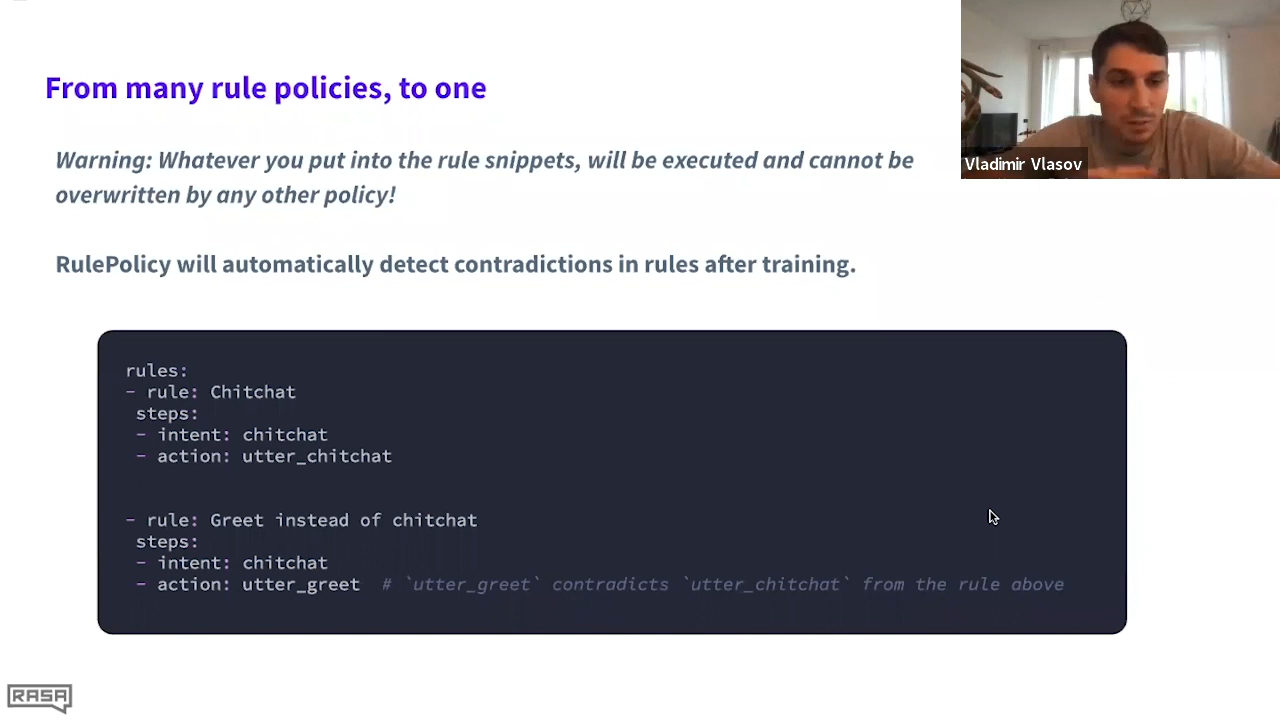 From many rule policies, to one
Warning: Whatever you put into the rule snippets, will be executed and cannot be
overwritten by any other policy!
Vladimir Vlasov
RulePolicy will automatically detect contradictions in rules after training.
rules:
- rule: Chitchat
steps:
- intent: chitchat
- action: utter_chitchat
- rule: Greet instead of chitchat
steps:
- intent: chitchat
- action: utter_greet # `utter_greet` contradicts `utter_chitchat` from the rule above
RASA